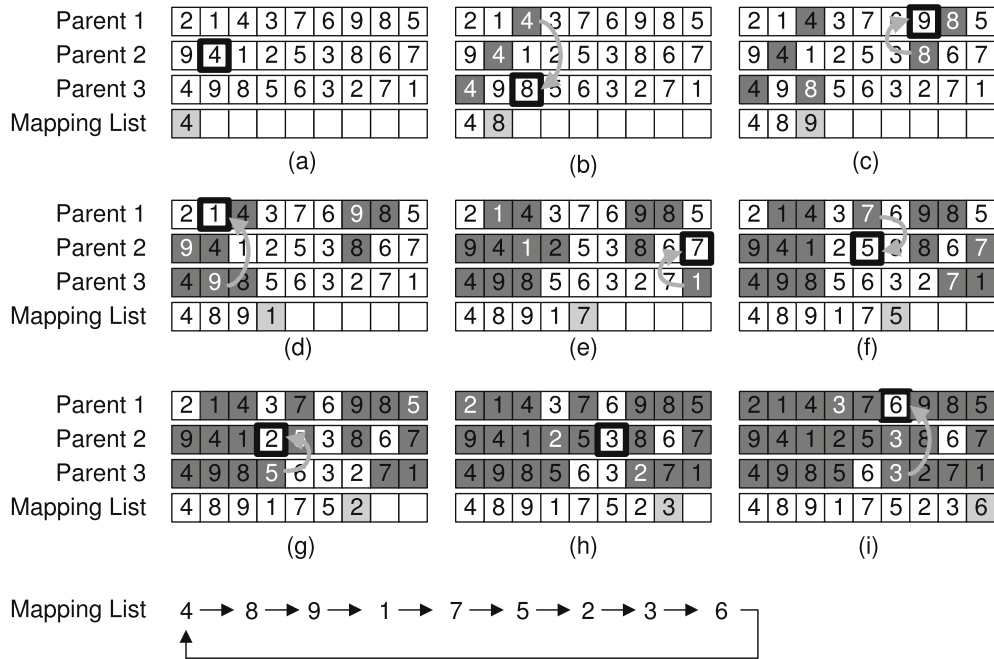 Parent 1 2 1 4 3 7 6 9 8 5 2 1 4 3 7 6 9 8 5 2 1 4 3 7 6 9 8 5
Parent 2 9 4 1 2 5 3 8 6 7 9 4 1 2 5 3 8 6 7 9 4 1 2 5 3 8 6 7
Parent 3 4 9 8 5 6 3 2 7 1 4 9 8 5 6 3 2 7 1 4 9 8 5 6 3 2 7 1
Mapping List 4 4 8 4 8 9
(a) (b) (c)
Parent 1 2 1 4 3 7 6 9 8 5 2 1 4 3 7 6 9 8 5 2 1 4 3 7 6 9 8 5
Parent 2 9 4 1 2 5 3 8 6 7 9 4 1 2 5 3 8 6 7 9 4 1 2 5 3 8 6 7
Parent 3 4 9 8 5 6 3 2 7 1 4 9 8 5 6 3 2 7 1 4 9 8 5 6 3 2 7 1
Mapping List 4 8 9 1 4 8 9 1 7 4 8 9 1 7 5
(d) (e) (f)
Parent 1 2 1 4 3 7 6 9 8 5 2 1 4 3 7 6 9 8 5 2 1 4 3 7 6 9 8 5
Parent 2 9 4 1 2 5 3 8 6 7 9 4 1 2 5 3 8 6 7 9 4 1 2 5 3 8 6 7
Parent 3 4 9 8 5 6 3 2 7 1 4 9 8 5 6 3 2 7 1 4 9 8 5 6 3 2 7 1
Mapping List 4 8 9 1 7 5 2 4 8 9 1 7 5 2 3 4 8 9 1 7 5 2 3 6
(g) (h) (i)
Mapping List 4 8 9 1 7 5 2 3 6